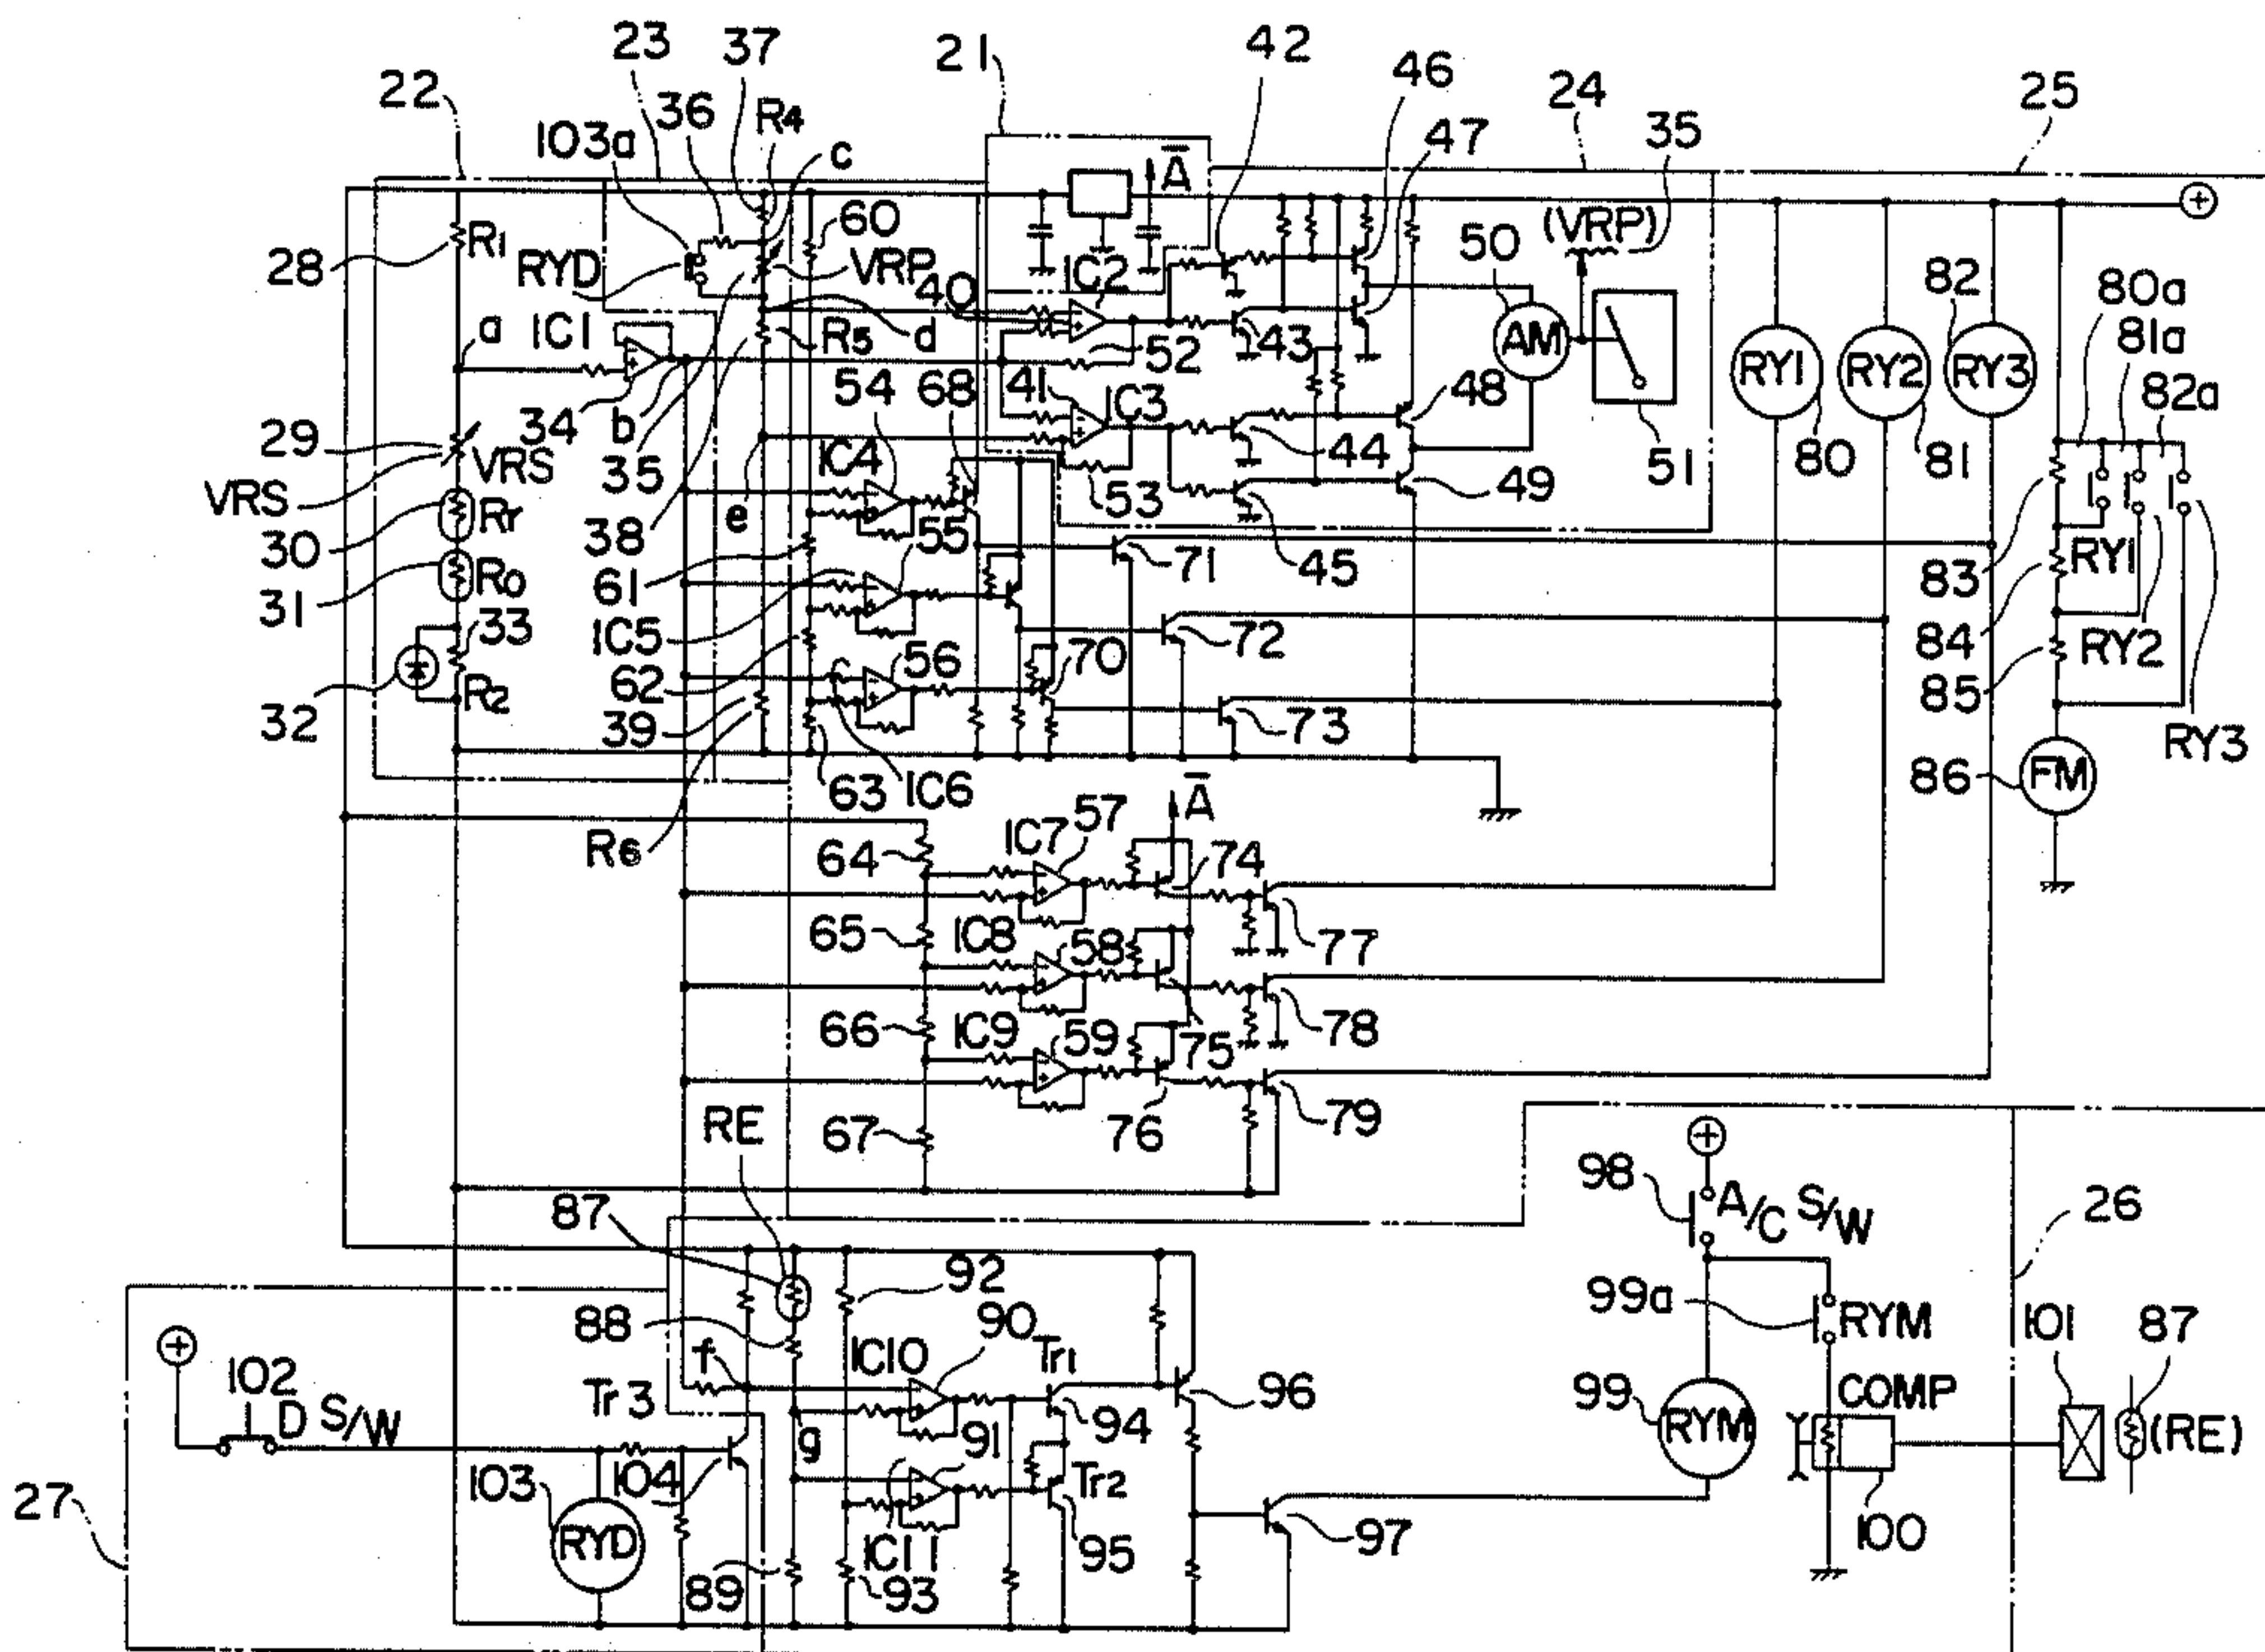 23
37
21
42
46
24
25
22
36
R4
47
35
103a
c
A
R1
28
RYD
60
VRP
40
IC2
50
(VRP)
82
80a
81a
82a
a
IC1
R5
d
52
43
AM
RY1
RY2
RY3
54
68
41
IC3
48
80
81
29
34
b
VRS
VRS
35
IC4
44
51
83
30
Rr
e
53
49
38
55
45
RY1
31
Ro
61
71
84
33
IC5
72
RY2
85
32
R2
62
56
70
39
73
RY3
63
IC6
86
FM
A
R6
64
IC7
57
74
65
IC8
58
77
66
IC9
59
75
78
RE
67
76
79
98
A/C S/W
26
87
92
99a
RYM
101
87
88
90
f
IC10
Tr1
102
D S/W
Tr3
96
99
RYM
COMP
(RE)
g
91
94
103
104
Tr2
27
RYD
89
IC11
93
95
97
100